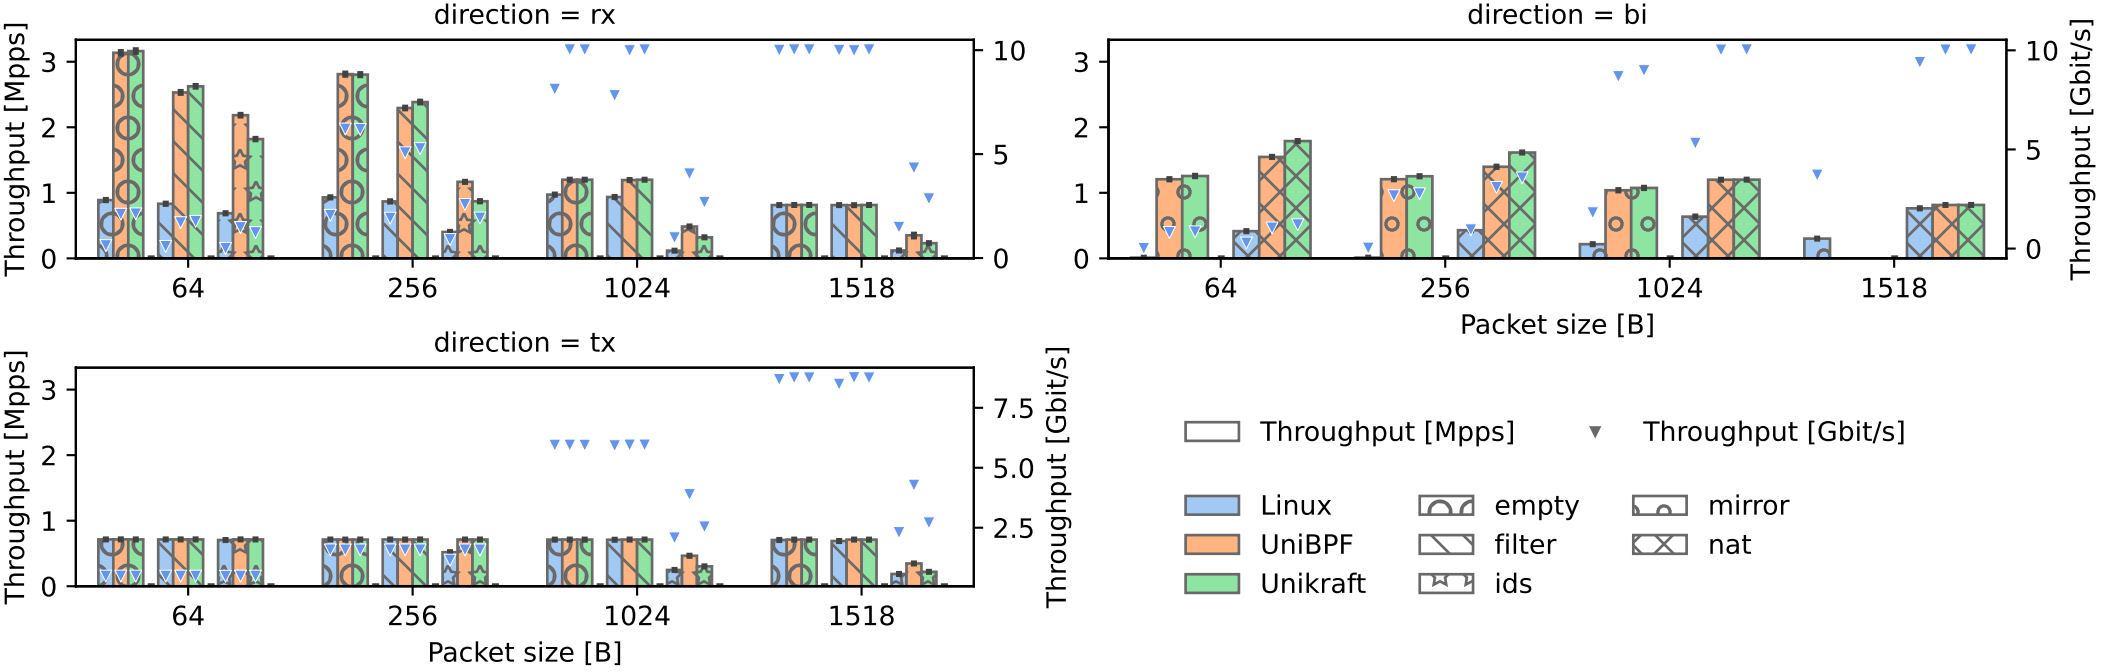 direction = rx
Throughput [Mpps]
3
2
1
0
10
5
0
64
256
1024
1518
direction = bi
3
2
1
0
10
5
0
Throughput [Gbit/s]
64
256
1024
1518
Packet size [B]
direction = tx
Throughput [Mpps]
3
2
1
0
7.5
5.0
2.5
Throughput [Gbit/s]
64
256
1024
1518
Packet size [B]
Throughput [Mpps]
Throughput [Gbit/s]
Linux
empty
mirror
UniBPF
filter
nat
Unikraft
ids